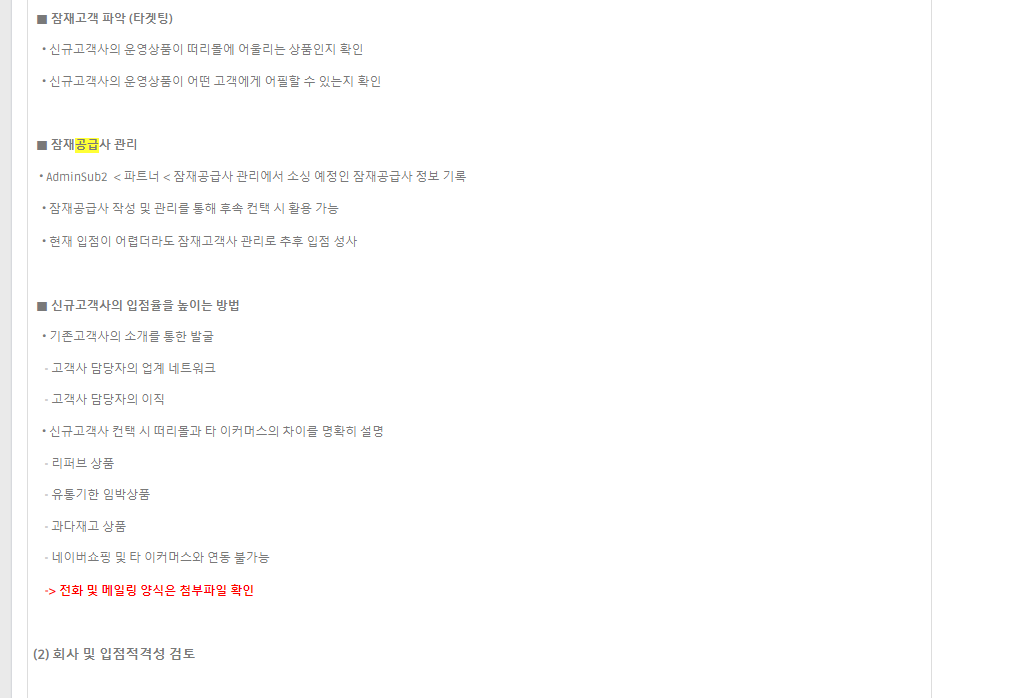 ■ 잠재고객 파악 (타겟팅)
• 신규고객사의 운영상품이 떠리몰에 어울리는 상품인지 확인
• 신규고객사의 운영상품이 어떤 고객에게 어필할 수 있는지 확인
■ 잠재공급사 관리
• AdminSub2 < 파트너 < 잠재공급사 관리에서 소싱 예정인 잠재공급사 정보 기록
• 잠재공급사 작성 및 관리를 통해 후속 컨택 시 활용 가능
• 현재 입점이 어렵더라도 잠재고객사 관리로 추후 입점 성사
■ 신규고객사의 입점율을 높이는 방법
• 기존고객사의 소개를 통한 발굴
- 고객사 담당자의 업계 네트워크
- 고객사 담당자의 이직
• 신규고객사 컨택 시 떠리몰과 타 이커머스의 차이를 명확히 설명
- 리퍼브 상품
- 유통기한 임박상품
- 과다재고 상품
- 네이버쇼핑 및 타 이커머스와 연동 불가능
-> 전화 및 메일링 양식은 첨부파일 확인
(2) 회사 및 입점적격성 검토